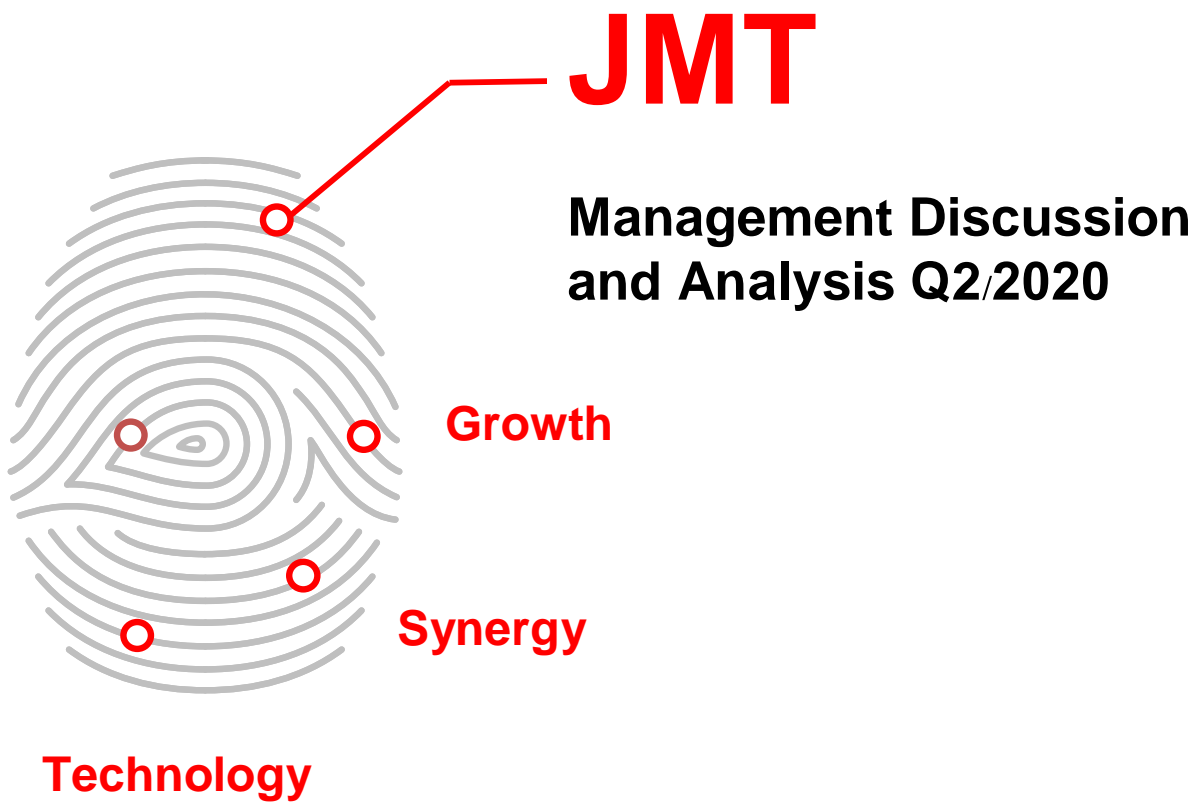 JMT
Management Discussion
and Analysis Q2/2020
Growth
Synergy
Technology